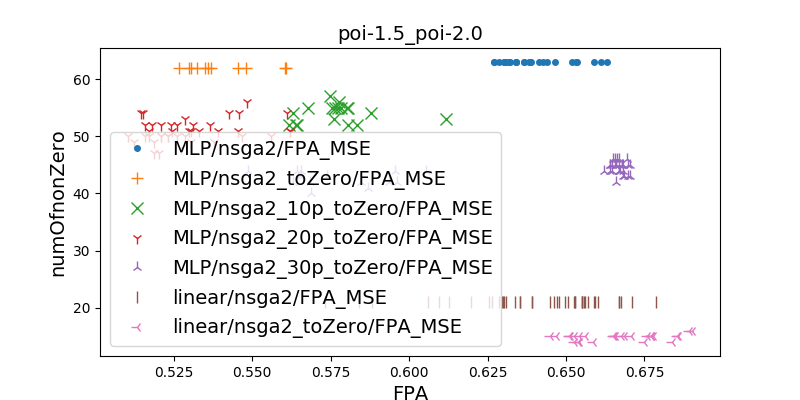 poi-1.5_poi-2.0
numOfnonZero
60
50
40
30
20
MLP/nsga2/FPA_MSE
MLP/nsga2_toZero/FPA_MSE
MLP/nsga2_10p_toZero/FPA_MSE
MLP/nsga2_20p_toZero/FPA_MSE
MLP/nsga2_30p_toZero/FPA_MSE
linear/nsga2/FPA_MSE
linear/nsga2_toZero/FPA_MSE
0.525 0.550 0.575 0.600 0.625 0.650 0.675
FPA